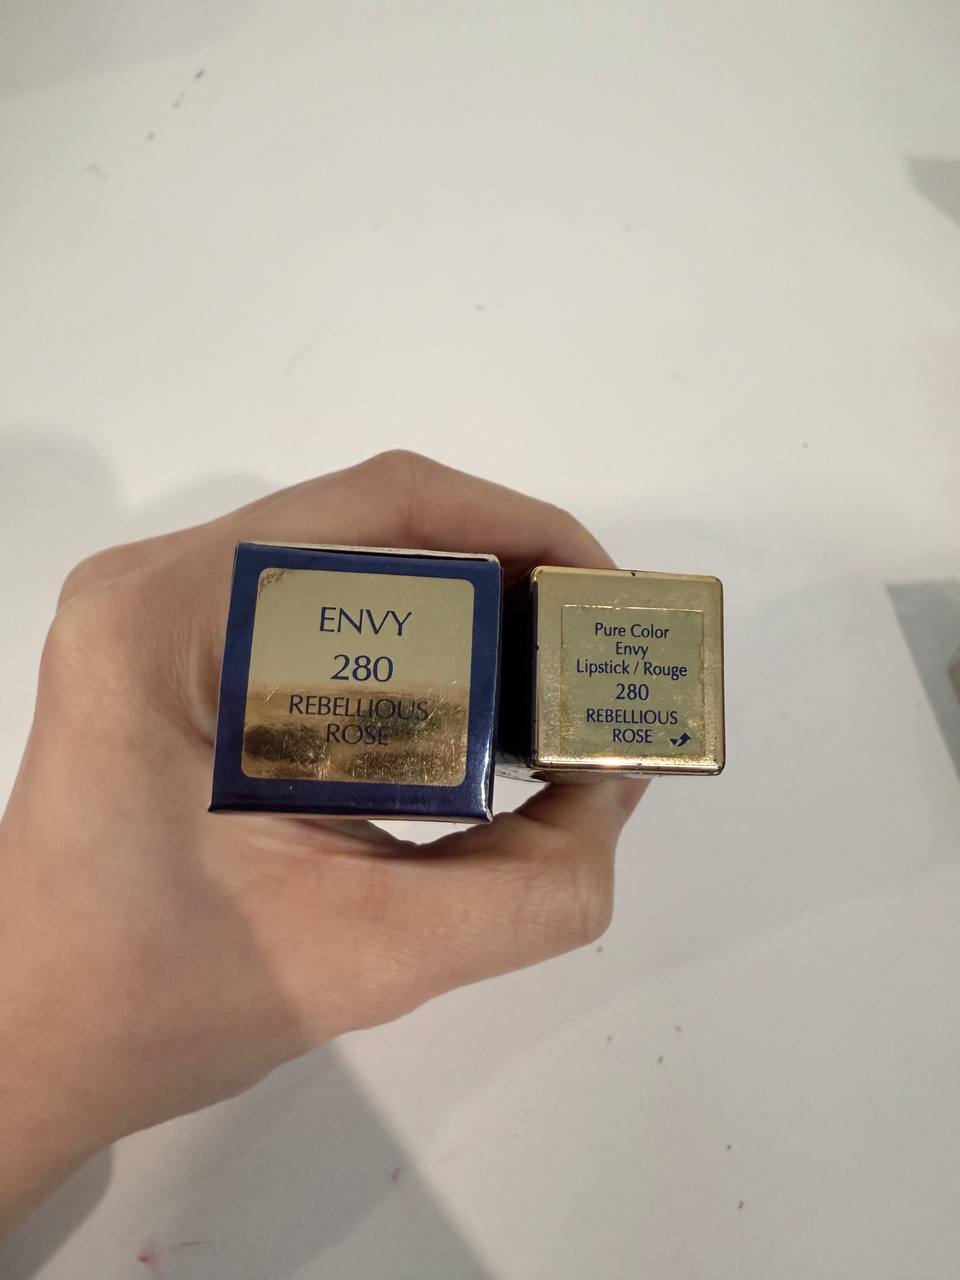 ENVY
280
REBELLIOUS
ROSE
Pure Color
Envy
Lipstick / Rouge
280
REBELLIOUS
ROSE